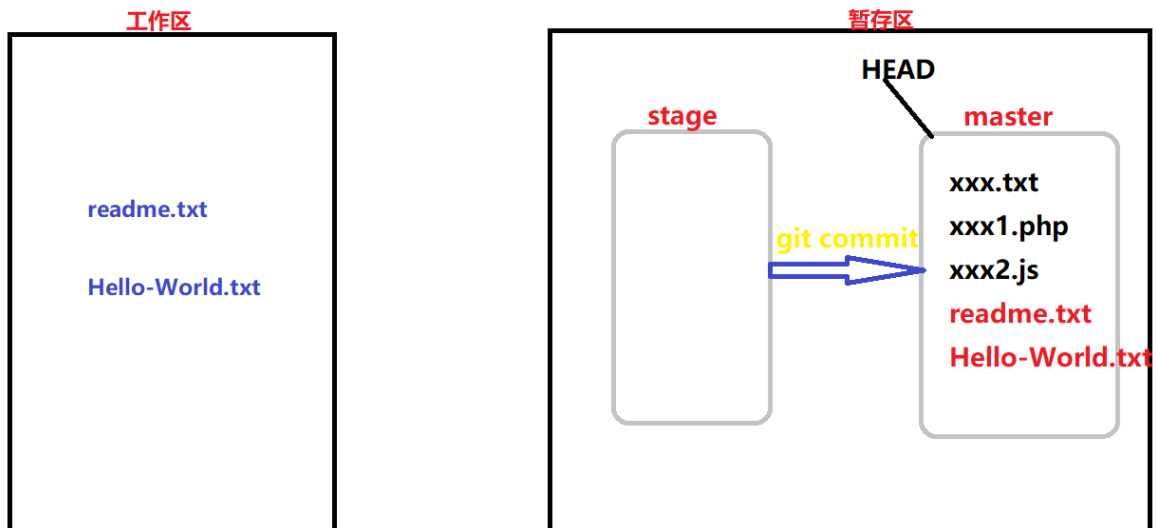 工作区
readme.txt
Hello-World.txt
暂存区
HEAD
stage
master
git commit
xxx.txt
xxx1.php
xxx2.js
readme.txt
Hello-World.txt